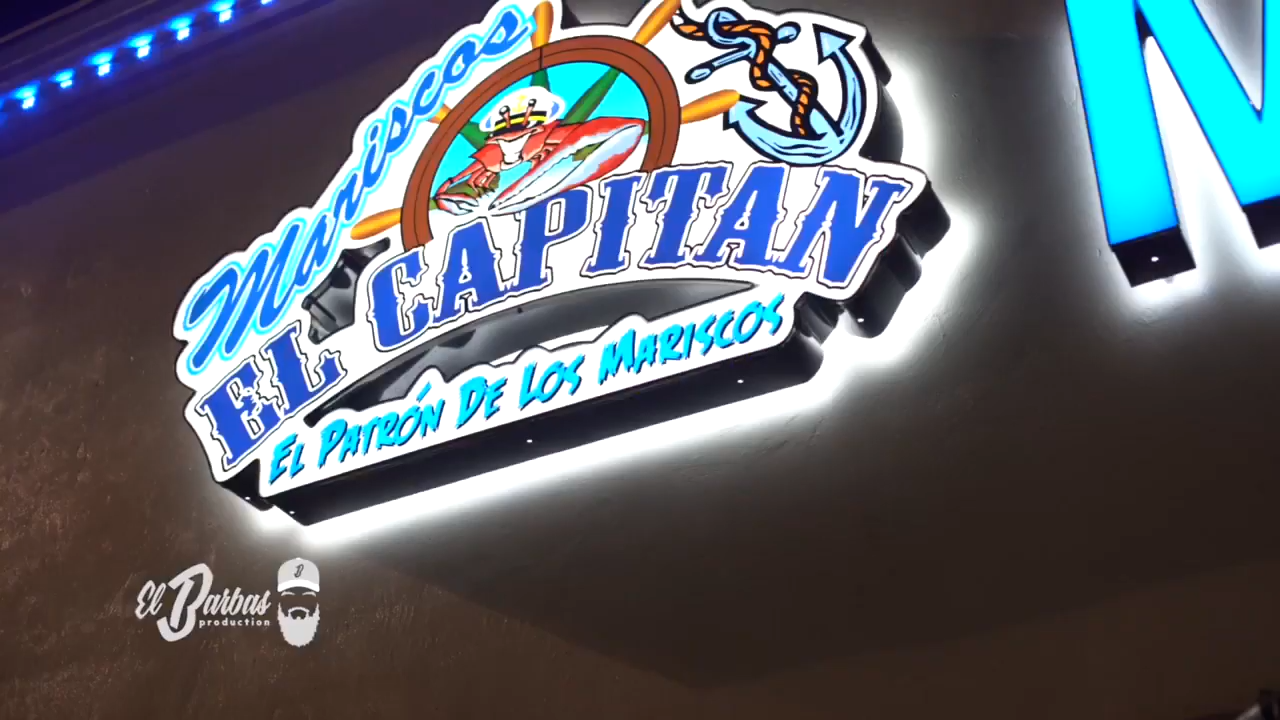 Mariscos
EL CAPITAN
EL PATRÓN DE LOS MARISCOS
El Barbas
production
B